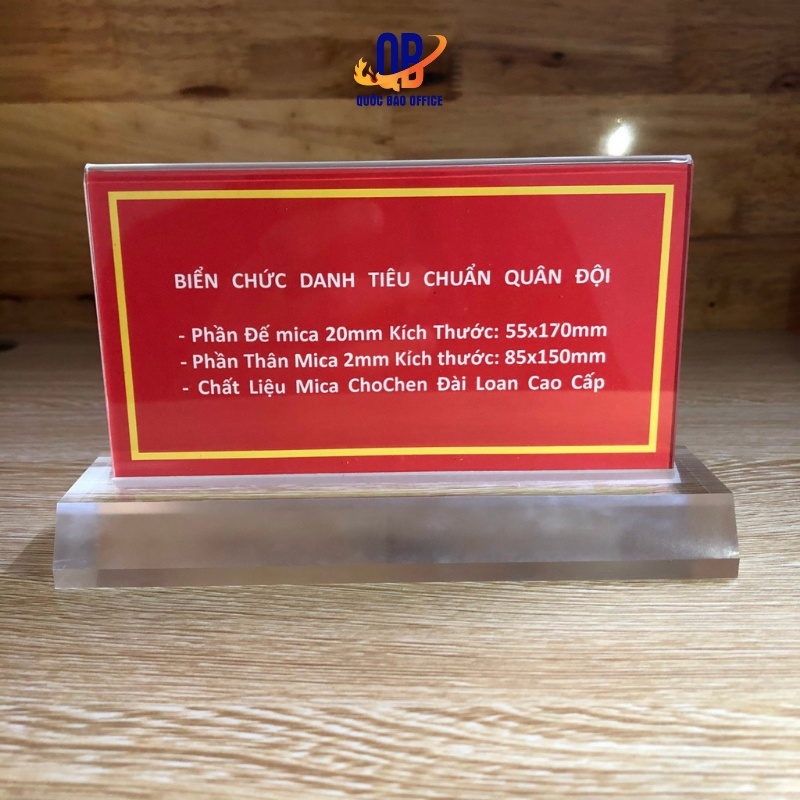 QB
QUỐC BẢO OFFICE
BIỂN CHỨC DANH TIÊU CHUẨN QUÂN ĐỘI
- Phần Đế mica 20mm Kích Thước: 55x170mm
- Phần Thân Mica 2mm Kích thước: 85x150mm
- Chất Liệu Mica ChoChen Đài Loan Cao Cấp